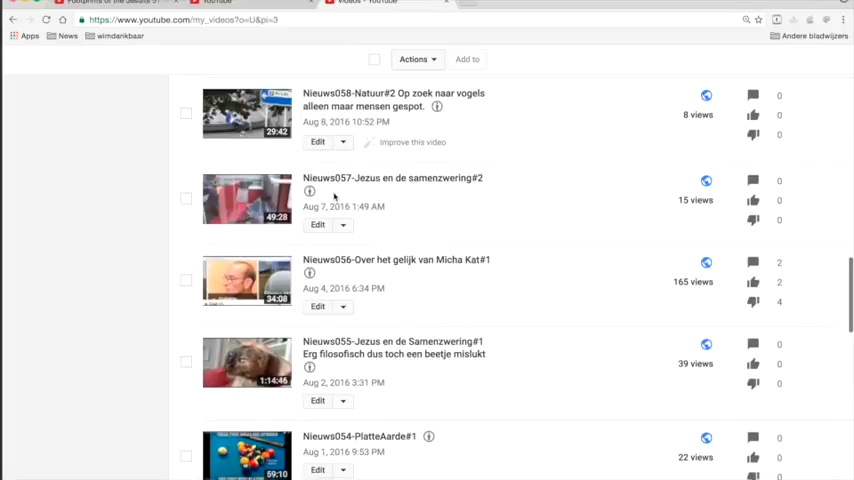 YouTube
Videos - YouTube
https://www.youtube.com/my_videos?o=U&pi=3
Apps
News
wimdankbaar
Andere bladwijzers
Actions
Add to
Nieuws058-Natuur#2 Op zoek naar vogels
alleen maar mensen gespot.
Aug 8, 2016 10:52 PM
29:42
Edit
Improve this video
8 views
0
0
0
Nieuws057-Jezus en de samenzwering#2
Aug 7, 2016 1:49 AM
49:28
Edit
15 views
0
0
0
Nieuws056-Over het gelijk van Micha Kat#1
Aug 4, 2016 6:34 PM
34:08
Edit
165 views
2
2
4
Nieuws055-Jezus en de Samenzwering#1
Erg filosofisch dus toch een beetje mislukt
Aug 2, 2016 3:31 PM
1:14:46
Edit
39 views
0
0
0
Nieuws054-PlatteAarde#1
Aug 1, 2016 9:53 PM
59:10
Edit
22 views
0
0
0